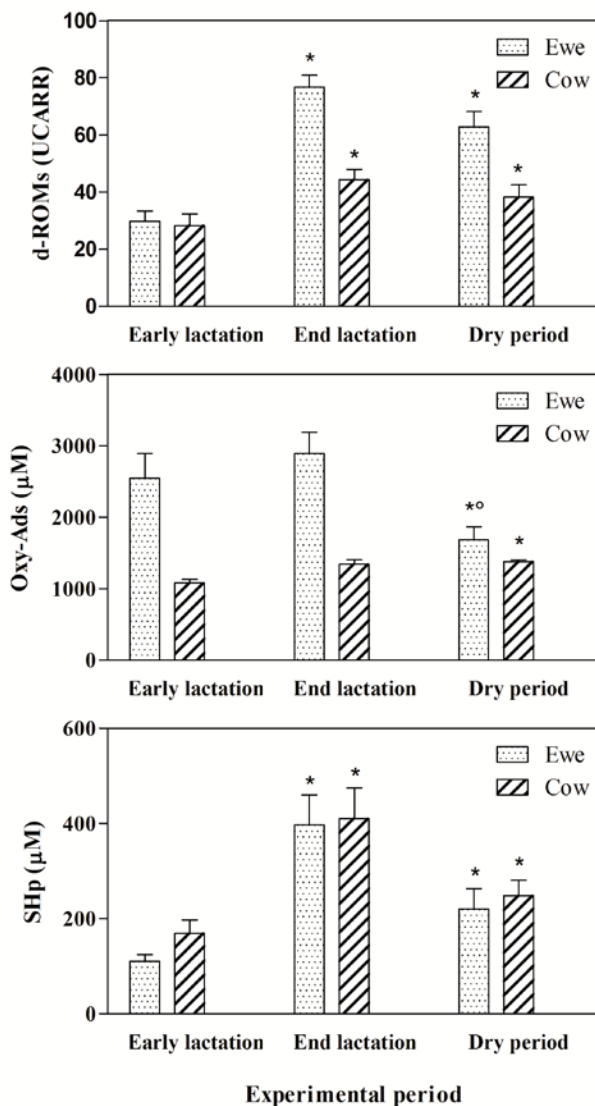 100
80
60
40
20
0
d-ROMs (UCARR)
Ewe
Cow
*
*
*
*
Early lactation End lactation Dry period
4000
3000
2000
1000
0
Oxy-Ads (µM)
Ewe
Cow
*°
*
Early lactation End lactation Dry period
600
400
200
0
SHp (µM)
Ewe
Cow
*
*
*
*
Early lactation End lactation Dry period
Experimental period